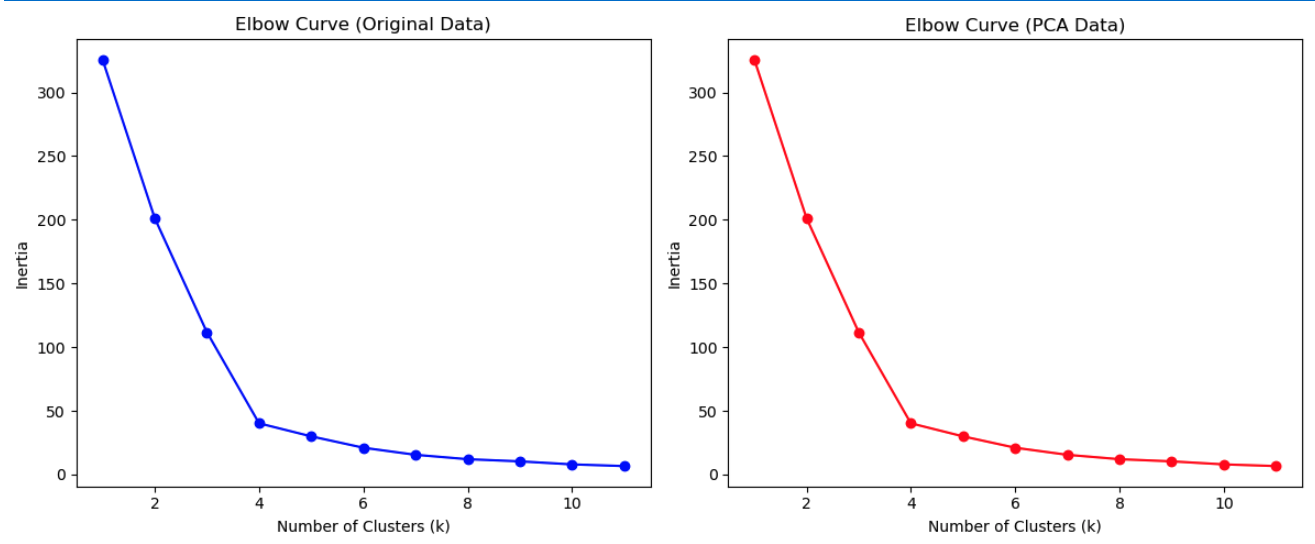 Elbow Curve (Original Data)
300
250
200
150
100
50
0
Inertia
2 4 6 8 10
Number of Clusters (k)
Elbow Curve (PCA Data)
300
250
200
150
100
50
0
Inertia
2 4 6 8 10
Number of Clusters (k)